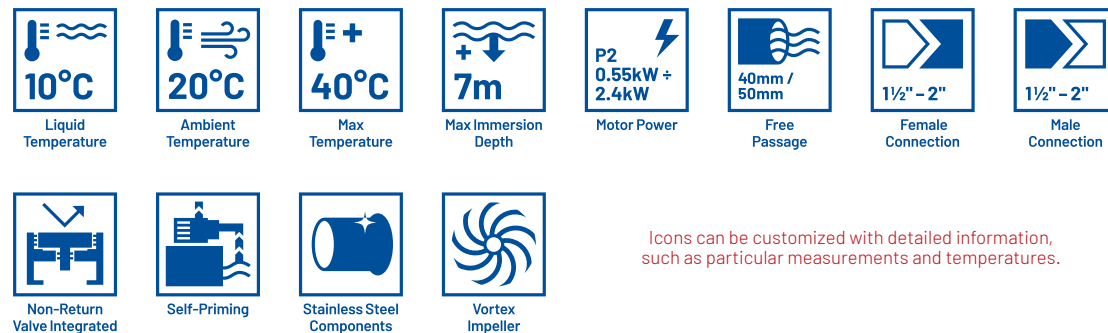 10°C
Liquid
Temperature
20°C
Ambient
Temperature
+
40°C
Max
Temperature
+
7m
Max Immersion
Depth
P2
0.55kW ÷
2.4kW
Motor Power
40mm /
50mm
Free
Passage
1½" – 2"
Female
Connection
1½" – 2"
Male
Connection
Non-Return
Valve Integrated
Self-Priming
Stainless Steel
Components
Vortex
Impeller
Icons can be customized with detailed information,
such as particular measurements and temperatures.